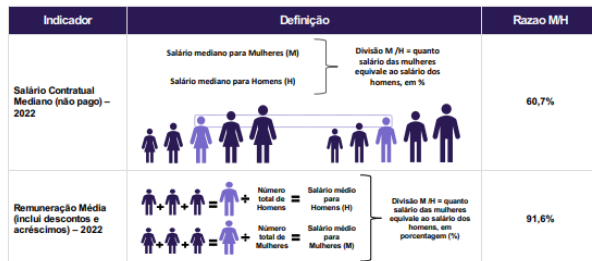 Indicador
Definição
Razao M/H
Salário Contratual
Mediano (não pago) –
2022
Salário mediano para Mulheres (M)
Salário mediano para Homens (H)
Divisão M /H = quanto
salário das mulheres
equivale ao salário dos
homens, em %
60,7%
Remuneração Média
(inclui descontos e
acréscimos) – 2022
+ + = ÷
Número
total de
Homens
=
Salário médio
para
Homens (H)
+ + = ÷
Número
total de
Mulheres
=
Salário médio
para
Mulheres (M)
Divisão M /H = quanto
salário das mulheres
equivale ao salário dos
homens, em
porcentagem (%)
91,6%